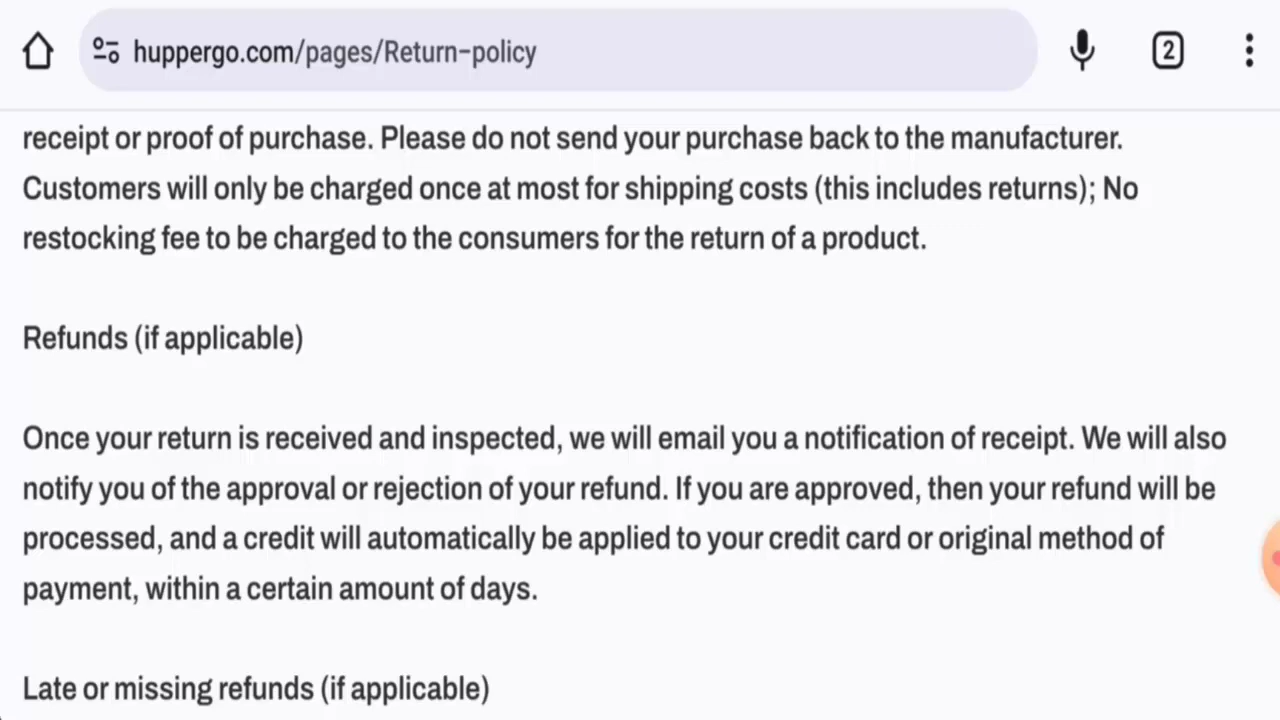 huppergo.com/pages/Return-policy
2
receipt or proof of purchase. Please do not send your purchase back to the manufacturer.
Customers will only be charged once at most for shipping costs (this includes returns); No
restocking fee to be charged to the consumers for the return of a product.
Refunds (if applicable)
Once your return is received and inspected, we will email you a notification of receipt. We will also
notify you of the approval or rejection of your refund. If you are approved, then your refund will be
processed, and a credit will automatically be applied to your credit card or original method of
payment, within a certain amount of days.
Late or missing refunds (if applicable)